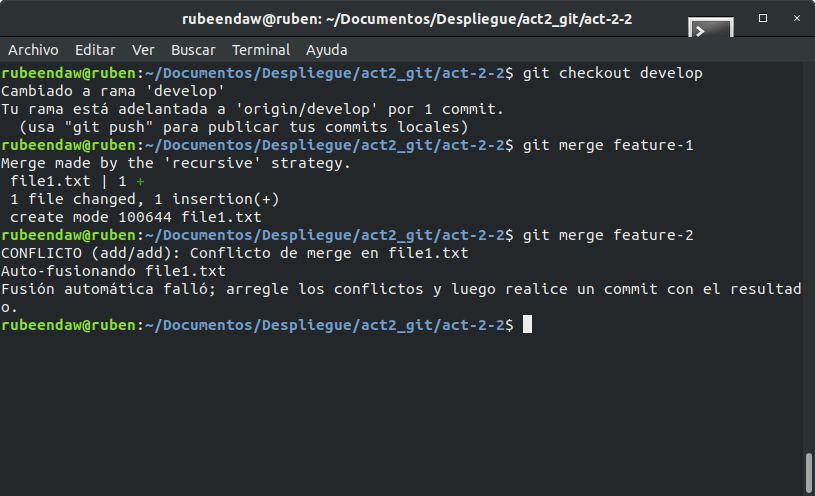 rubeendaw@ruben: ~/Documentos/Despliegue/act2_git/act-2-2
Archivo Editar Ver Buscar Terminal Ayuda
rubeendaw@ruben:~/Documentos/Despliegue/act2_git/act-2-2$ git checkout develop
Cambiado a rama 'develop'
Tu rama está adelantada a 'origin/develop' por 1 commit.
  (usa "git push" para publicar tus commits locales)
rubeendaw@ruben:~/Documentos/Despliegue/act2_git/act-2-2$ git merge feature-1
Merge made by the 'recursive' strategy.
 file1.txt | 1 +
 1 file changed, 1 insertion(+)
 create mode 100644 file1.txt
rubeendaw@ruben:~/Documentos/Despliegue/act2_git/act-2-2$ git merge feature-2
CONFLICTO (add/add): Conflicto de merge en file1.txt
Auto-fusionando file1.txt
Fusión automática falló; arregle los conflictos y luego realice un commit con el resultad
o.
rubeendaw@ruben:~/Documentos/Despliegue/act2_git/act-2-2$